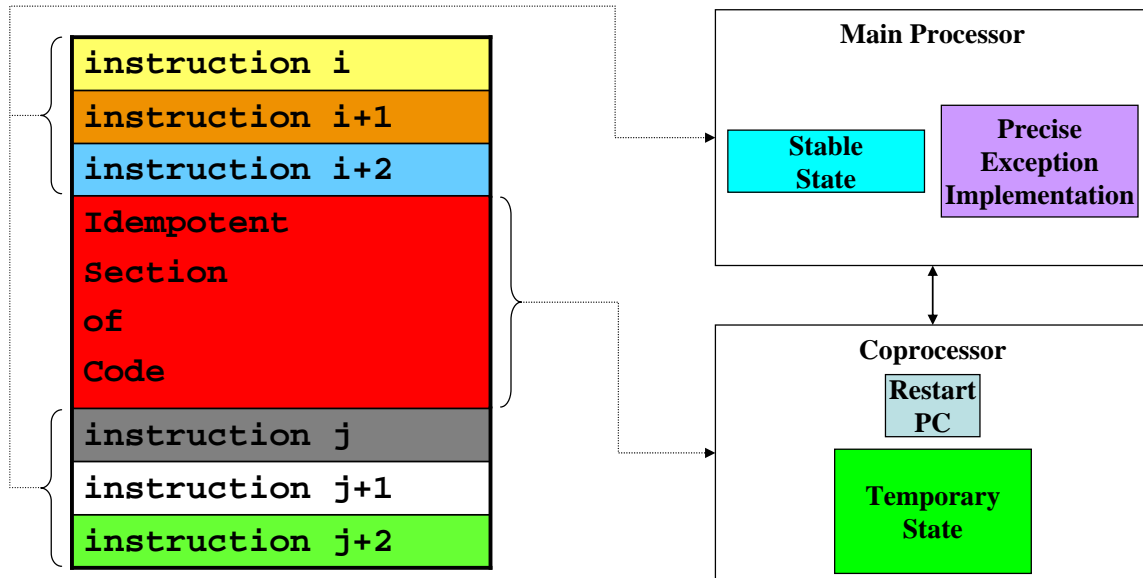 instruction i
instruction i+1
instruction i+2
Idempotent
Section
of
Code
instruction j
instruction j+1
instruction j+2
Main Processor
Stable
State
Precise
Exception
Implementation
Coprocessor
Restart
PC
Temporary
State